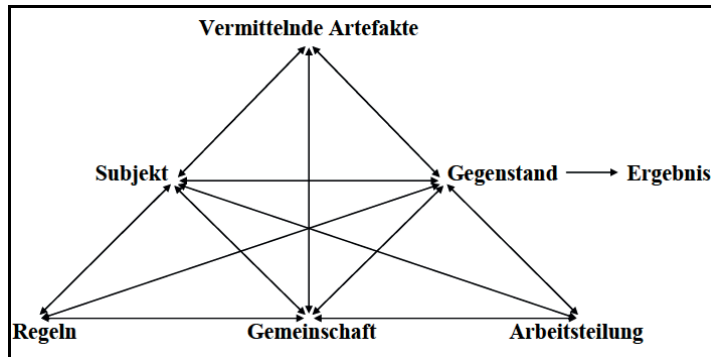 Vermittelnde Artefakte
Subjekt Gegenstand Ergebnis
Regeln Gemeinschaft Arbeitsteilung